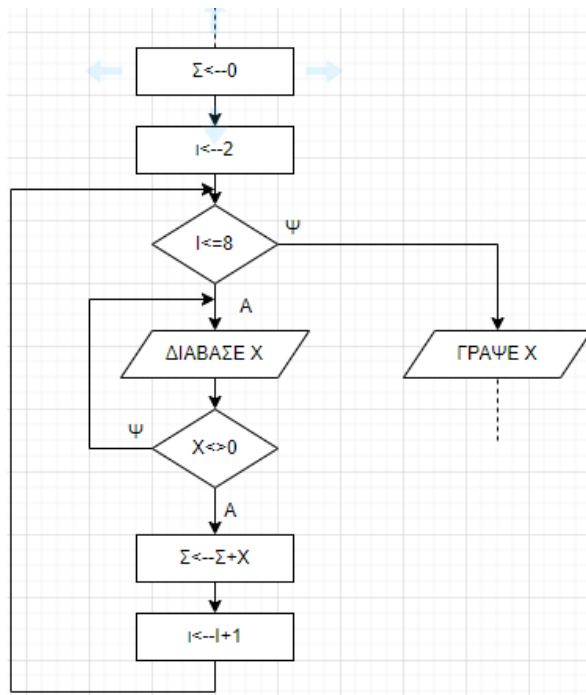 Σ<--0
ι<--2
Ι<=8
Ψ
Α
ΔΙΑΒΑΣΕ Χ
ΓΡΑΨΕ Χ
Χ<>0
Ψ
Α
Σ<--Σ+Χ
ι<--Ι+1